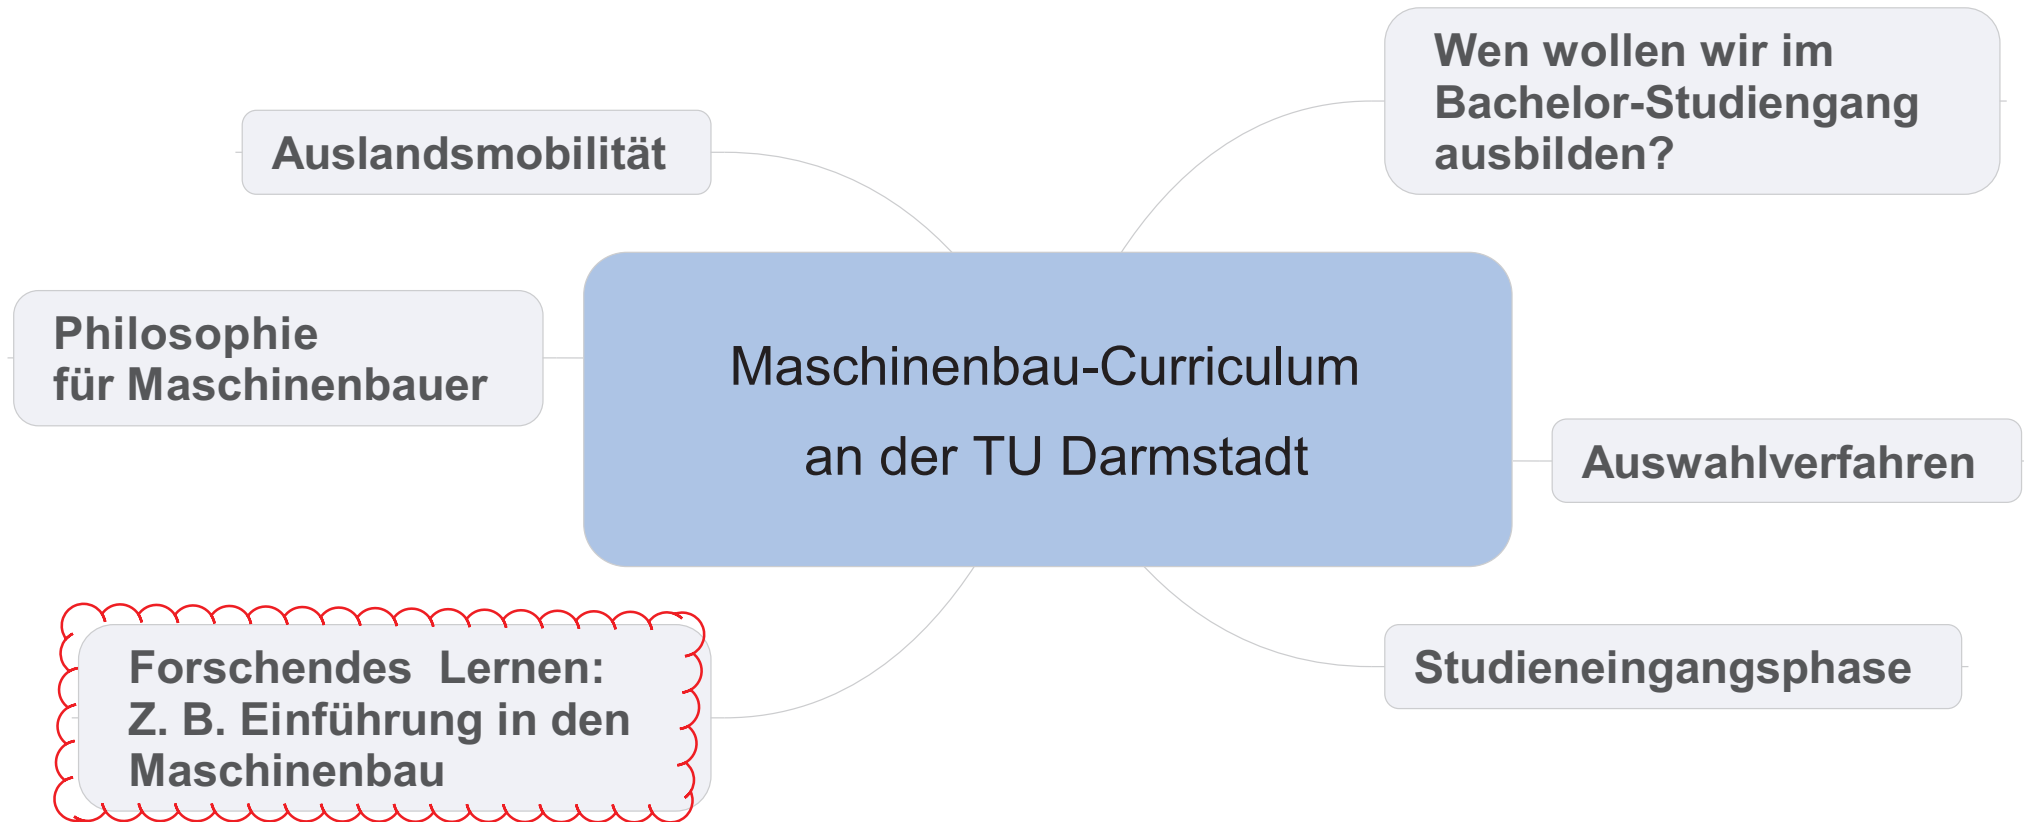 Wen wollen wir im
Bachelor-Studiengang
ausbilden?
Auslandsmobilität
Philosophie
für Maschinenbauer
Maschinenbau-Curriculum
an der TU Darmstadt
Auswahlverfahren
Forschendes Lernen:
Z. B. Einführung in den
Maschinenbau
Studieneingangsphase